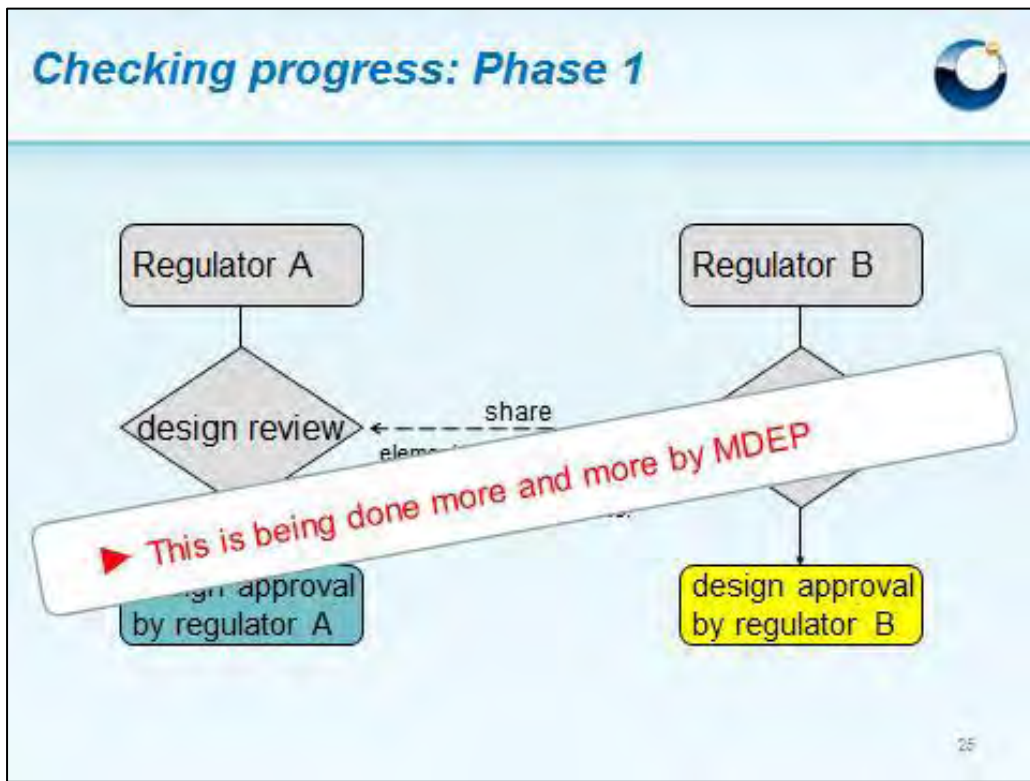 Checking progress: Phase 1
Regulator A
Regulator B
design review
share
► This is being done more and more by MDEP
approval
by regulator A
design approval
by regulator B
25